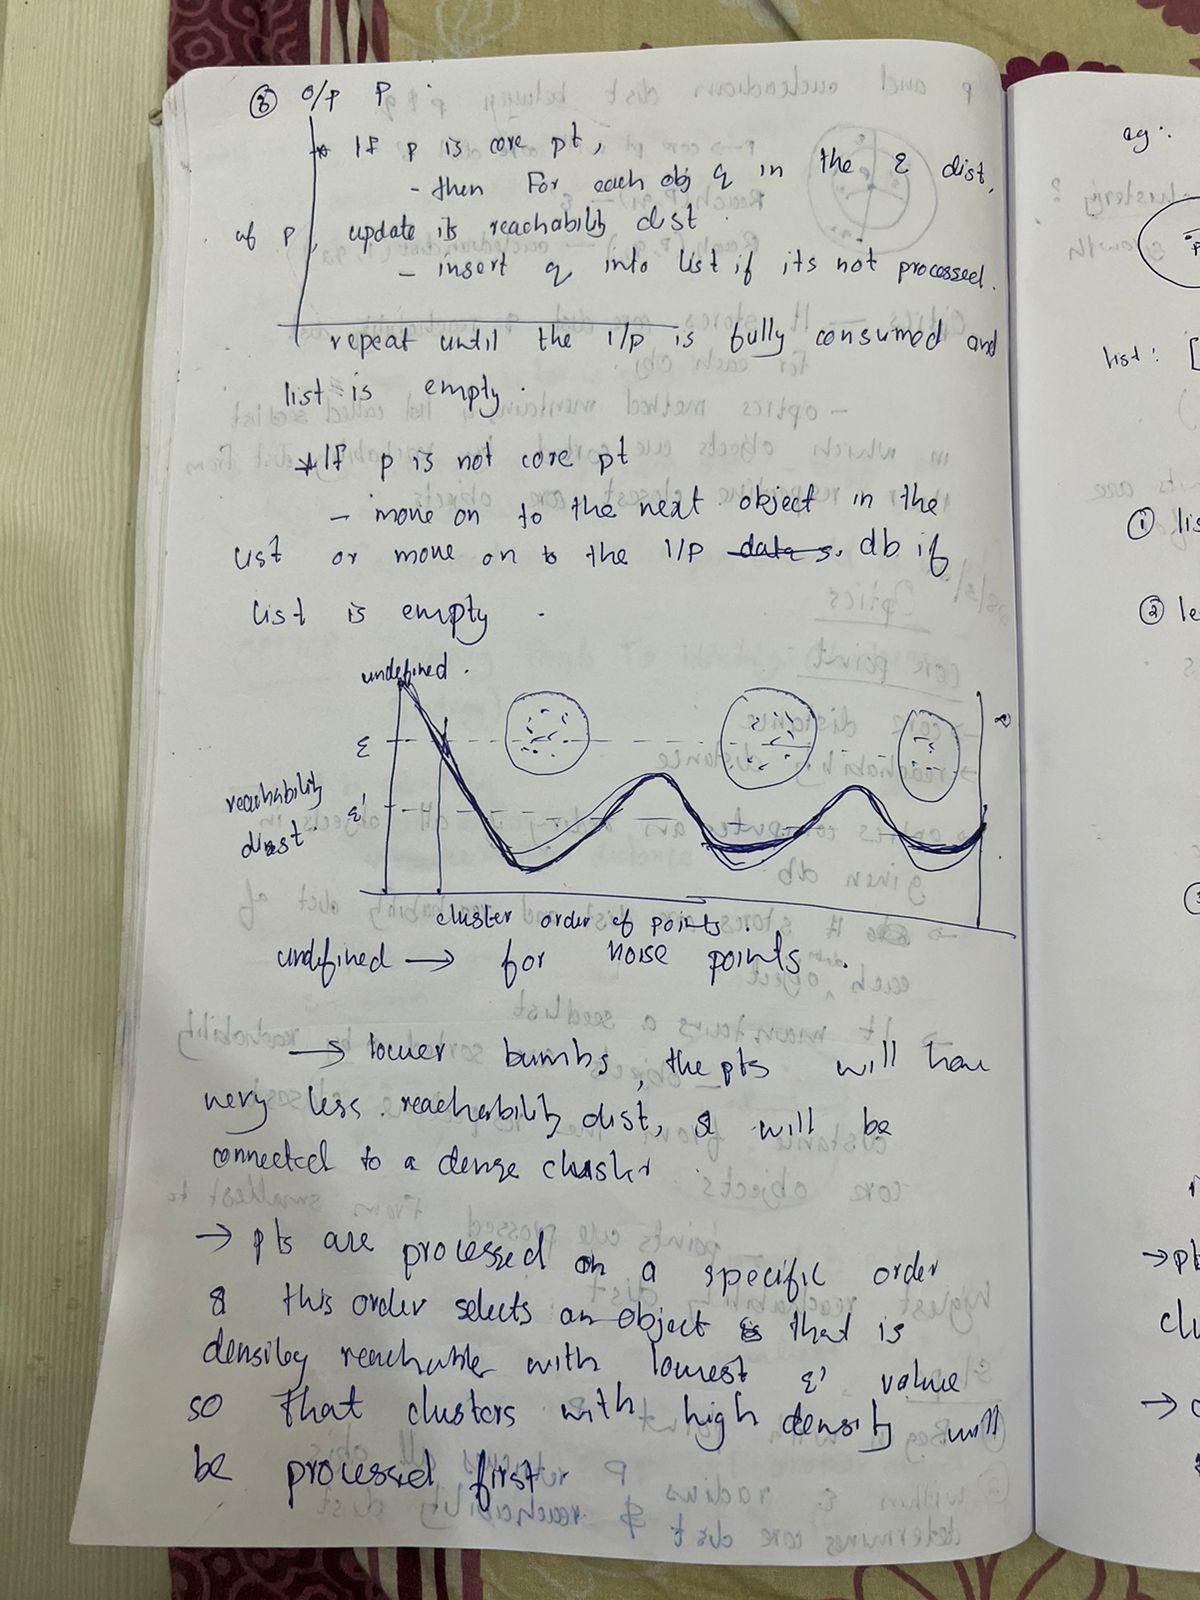 ③ O/P P.
* If p is core pt,
- then For each obj q in the ε dist,
of p, update its reachability dist
- insert q into list if its not processed.
repeat until the I/P is fully consumed and
list is empty.
* If p is not core pt
- move on to the next object in the
list or move on to the I/P db if
list is empty.
undefined.
ε
∞
reachability
dist.
ε'
cluster order of points.
undefined → for noise points.
→ lower bumbs, the pts will have
very less reachability dist, & will be
connected to a dense cluster
→ pts are processed in a specific order
& this order selects an object that is
density reachable with lowest ε' value
so that clusters with high density will
be processed first.
eg:
list: [
① lis
② le
→ pt
clu
→